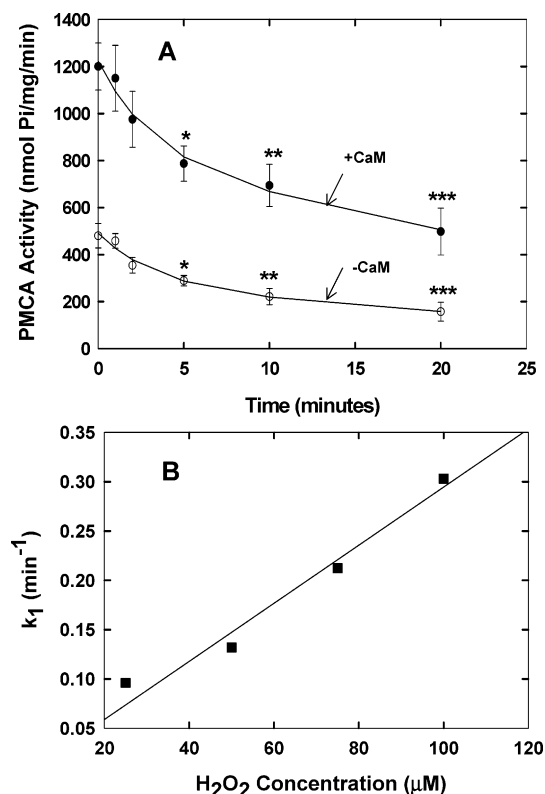 A
PMCA Activity (nmol Pi/mg/min)
1400
1200
1000
800
600
400
200
0
*
**
***
+CaM
*
**
***
-CaM
0 5 10 15 20 25
Time (minutes)
B
k1 (min-1)
0.35
0.30
0.25
0.20
0.15
0.10
0.05
20 40 60 80 100 120
H2O2 Concentration (μM)